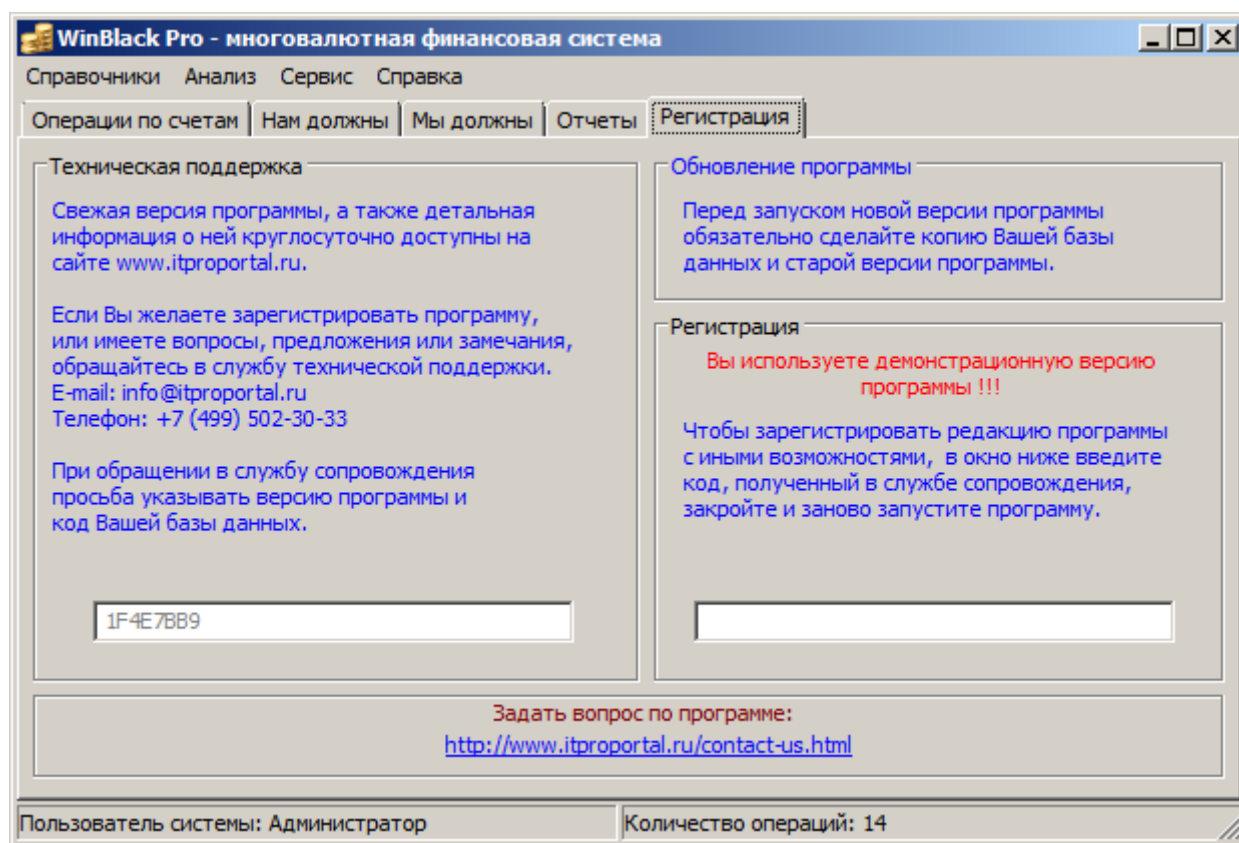 WinBlack Pro - многовалютная финансовая система
Справочники Анализ Сервис Справка
Операции по счетам Нам должны Мы должны Отчеты Регистрация
Техническая поддержка
Свежая версия программы, а также детальная
информация о ней круглосуточно доступны на
сайте www.itproportal.ru.
Если Вы желаете зарегистрировать программу,
или имеете вопросы, предложения или замечания,
обращайтесь в службу технической поддержки.
E-mail: info@itproportal.ru
Телефон: +7 (499) 502-30-33
При обращении в службу сопровождения
просьба указывать версию программы и
код Вашей базы данных.
1F4E7BB9
Обновление программы
Перед запуском новой версии программы
обязательно сделайте копию Вашей базы
данных и старой версии программы.
Регистрация
Вы используете демонстрационную версию
программы !!!
Чтобы зарегистрировать редакцию программы
с иными возможностями, в окно ниже введите
код, полученный в службе сопровождения,
закройте и заново запустите программу.
Задать вопрос по программе:
http://www.itproportal.ru/contact-us.html
Пользователь системы: Администратор
Количество операций: 14